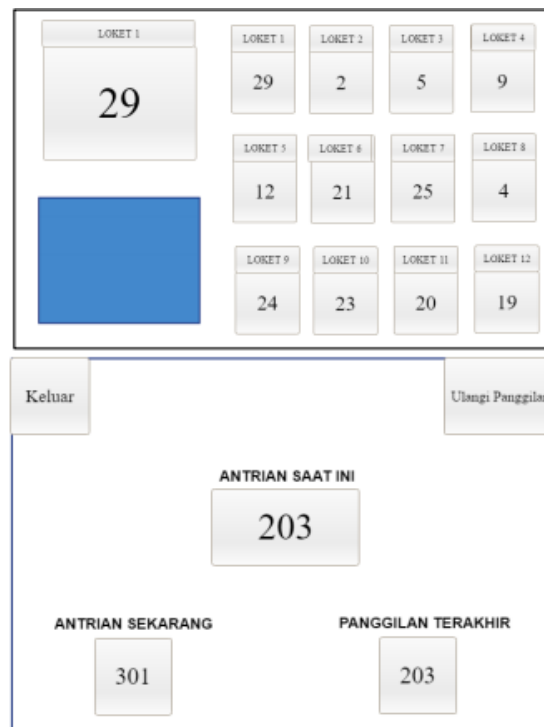 LOKET 1
29
LOKET 1 LOKET 2 LOKET 3 LOKET 4
29 2 5 9
LOKET 5 LOKET 6 LOKET 7 LOKET 8
12 21 25 4
LOKET 9 LOKET 10 LOKET 11 LOKET 12
24 23 20 19
Keluar
Ulangi Panggilan
ANTRIAN SAAT INI
203
ANTRIAN SEKARANG PANGGILAN TERAKHIR
301 203